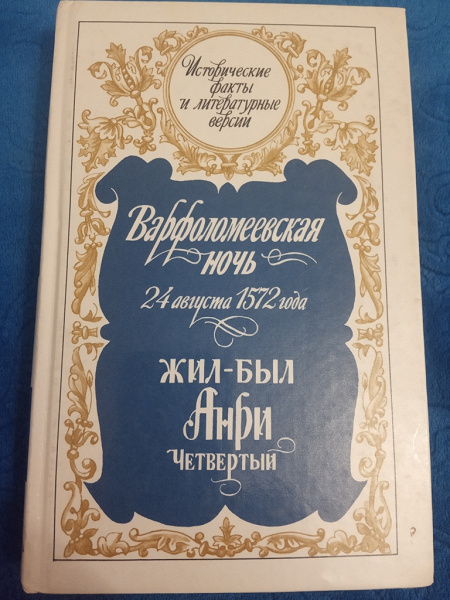 Исторические
факты
и литературные
версии
Варфоломеевская
ночь
24 августа 1572 года
ЖИЛ-БЫЛ
Анри
ЧЕТВЕРТЫЙ